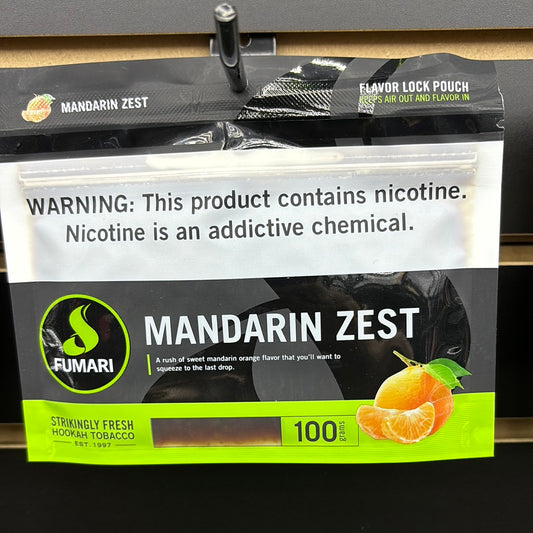 MANDARIN ZEST
FLAVOR LOCK POUCH
KEEPS AIR OUT AND FLAVOR IN
WARNING: This product contains nicotine.
Nicotine is an addictive chemical.
FUMARI
MANDARIN ZEST
A rush of sweet mandarin orange flavor that you'll want to
squeeze to the last drop.
STRIKINGLY FRESH
HOOKAH TOBACCO
EST. 1997
100 grams